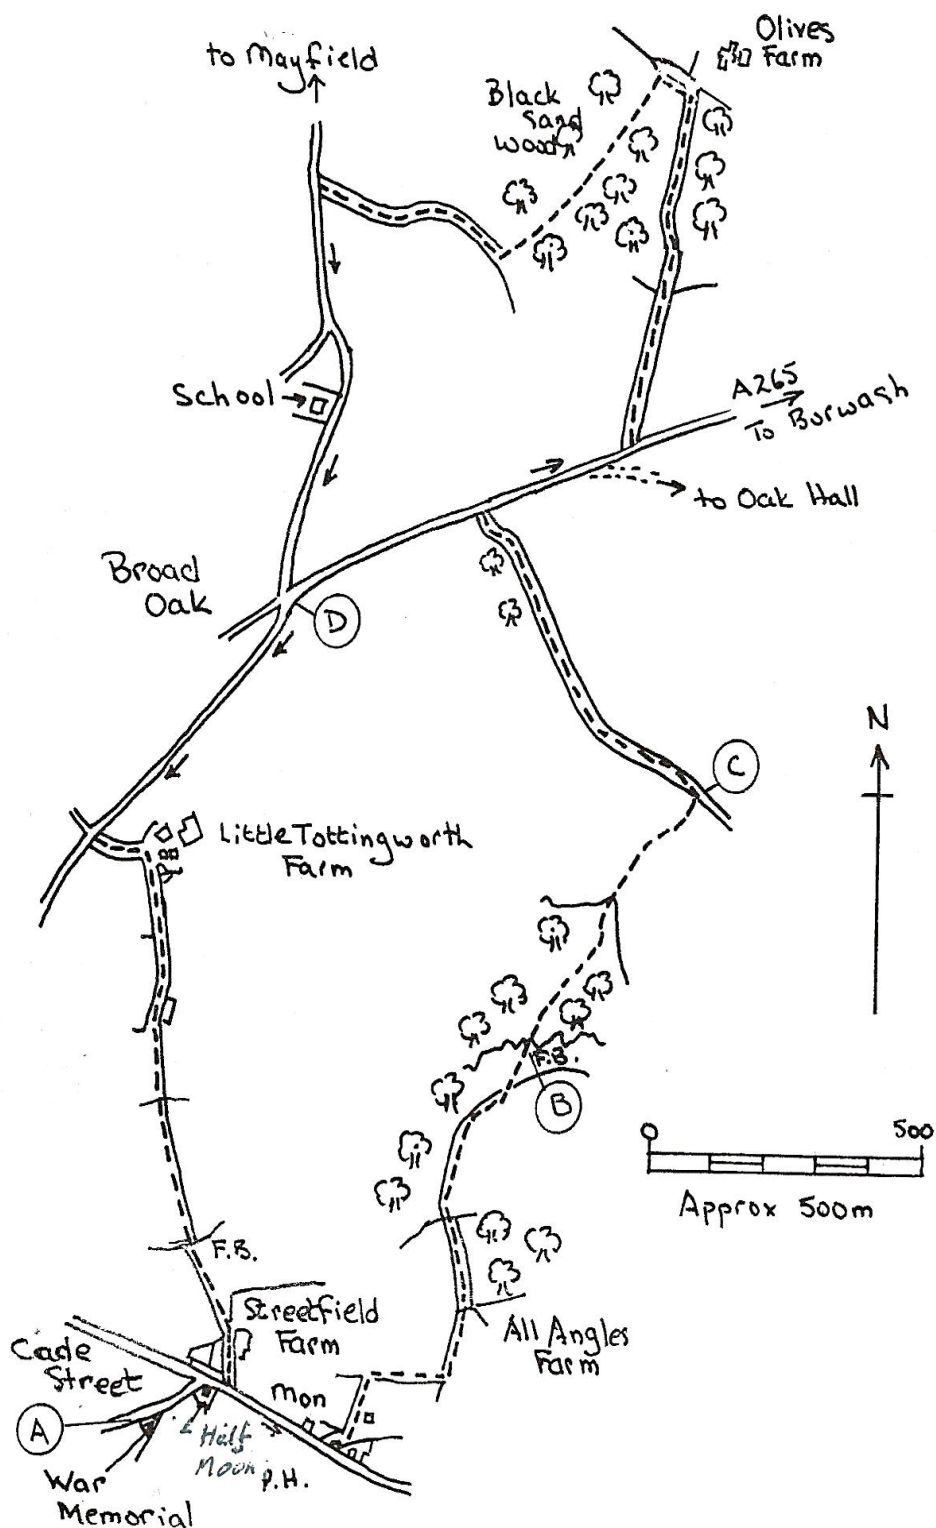 Olives
Farm
to Mayfield
Black
Sand
Wood
School
A265
To Burwash
to Oak Hall
Broad
Oak
D
N
C
Little Tottingworth
Farm
F.B.
B
0
500
Approx 500m
F.B.
Streetfield
Farm
All Angles
Farm
Cade
Street
Mon
A
Half
Moon
P.H.
War
Memorial